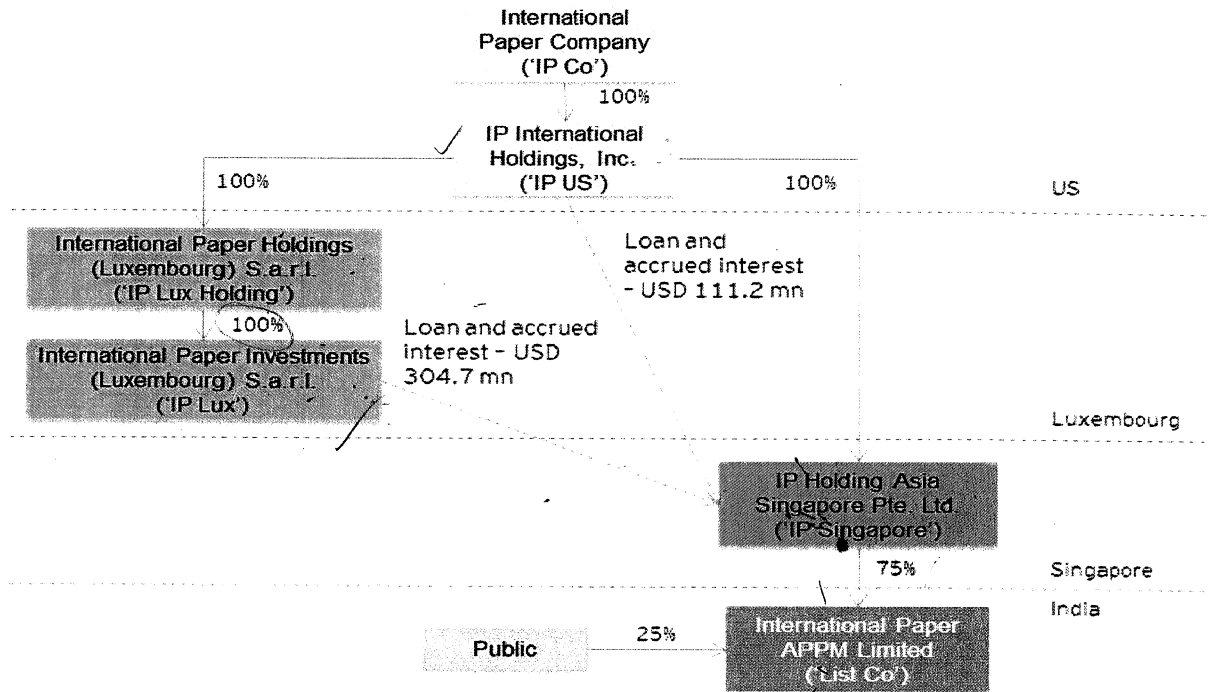 International
Paper Company
('IP Co')
100%
IP International
Holdings, Inc.
('IP US')
100%
100%
US
International Paper Holdings
(Luxembourg) S.a.r.l.
('IP Lux Holding')
Loan and
accrued interest
- USD 111.2 mn
100%
Loan and accrued
interest - USD
304.7 mn
International Paper Investments
(Luxembourg) S.a.r.l.
('IP Lux')
Luxembourg
IP Holding Asia
Singapore Pte. Ltd.
('IP Singapore')
75%
Singapore
India
Public
25%
International Paper
APPM Limited
('List Co')